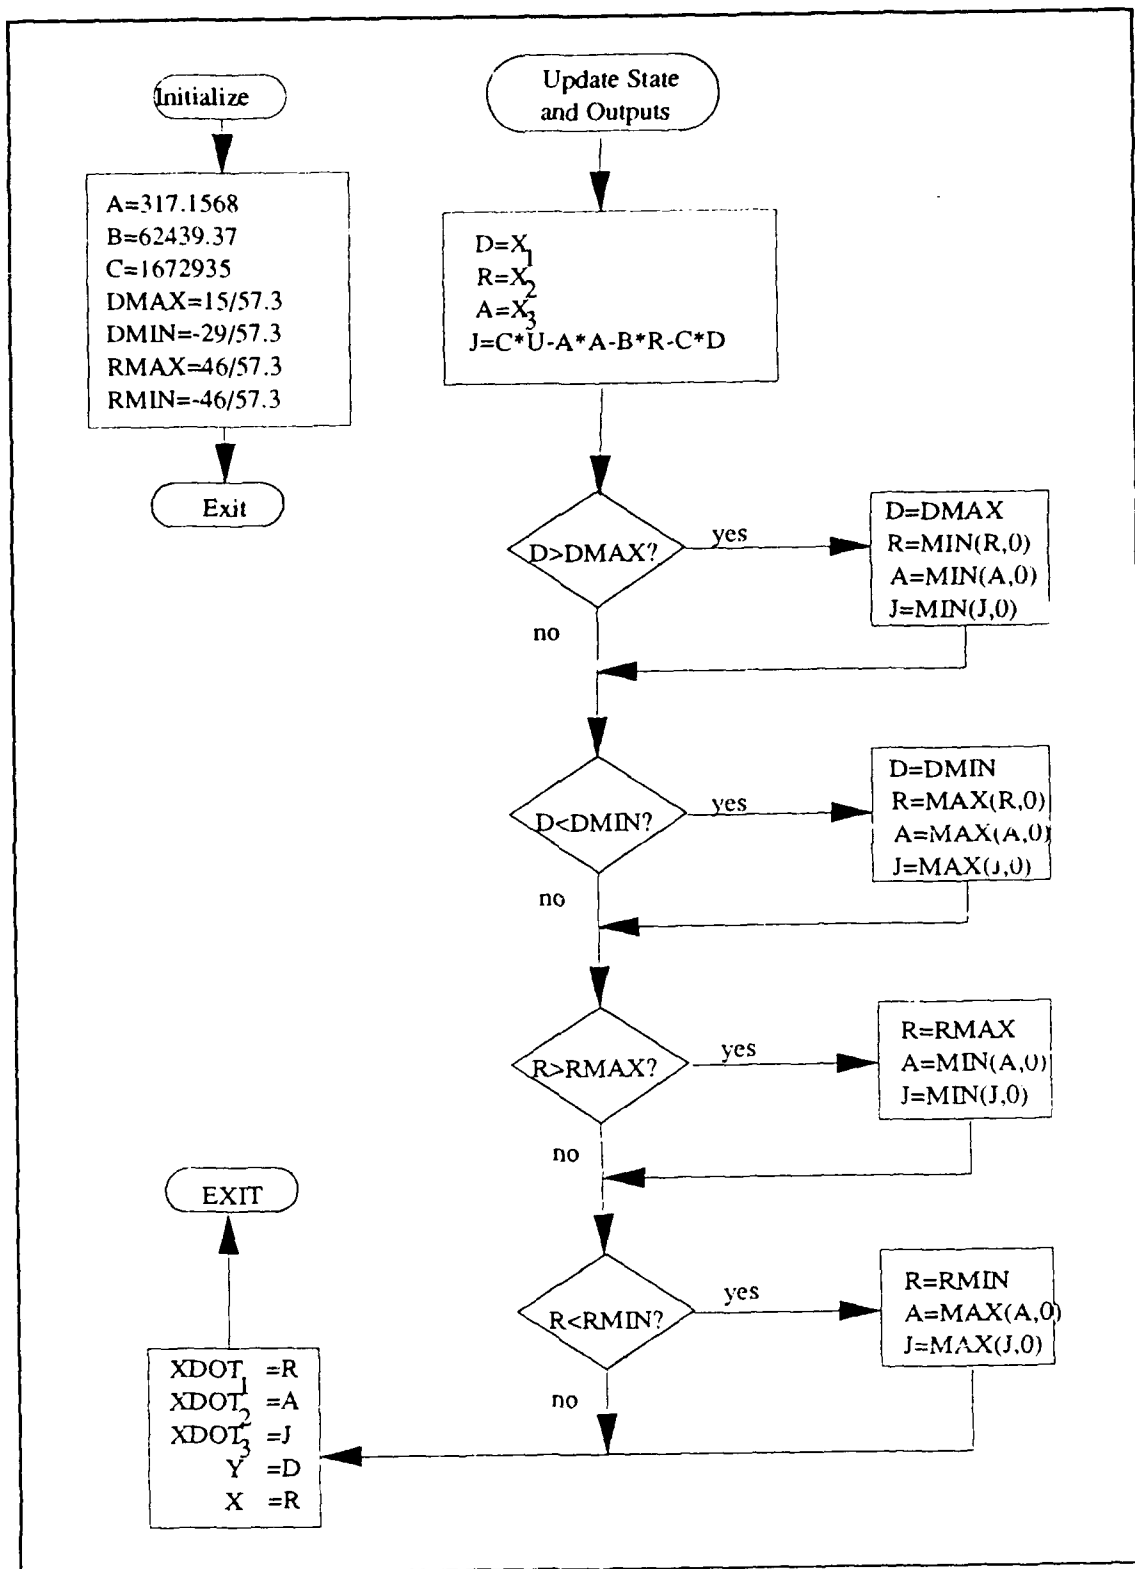 Initialize
A=317.1568
B=62439.37
C=1672935
DMAX=15/57.3
DMIN=-29/57.3
RMAX=46/57.3
RMIN=-46/57.3
Exit
Update State
and Outputs
D=X1
R=X2
A=X3
J=C*U-A*A-B*R-C*D
D>DMAX?
yes
D=DMAX
R=MIN(R,0)
A=MIN(A,0)
J=MIN(J,0)
no
D<DMIN?
yes
D=DMIN
R=MAX(R,0)
A=MAX(A,0)
J=MAX(J,0)
no
R>RMAX?
yes
R=RMAX
A=MIN(A,0)
J=MIN(J,0)
no
R<RMIN?
yes
R=RMIN
A=MAX(A,0)
J=MAX(J,0)
no
XDOT1 =R
XDOT2 =A
XDOT3 =J
Y =D
X =R
EXIT